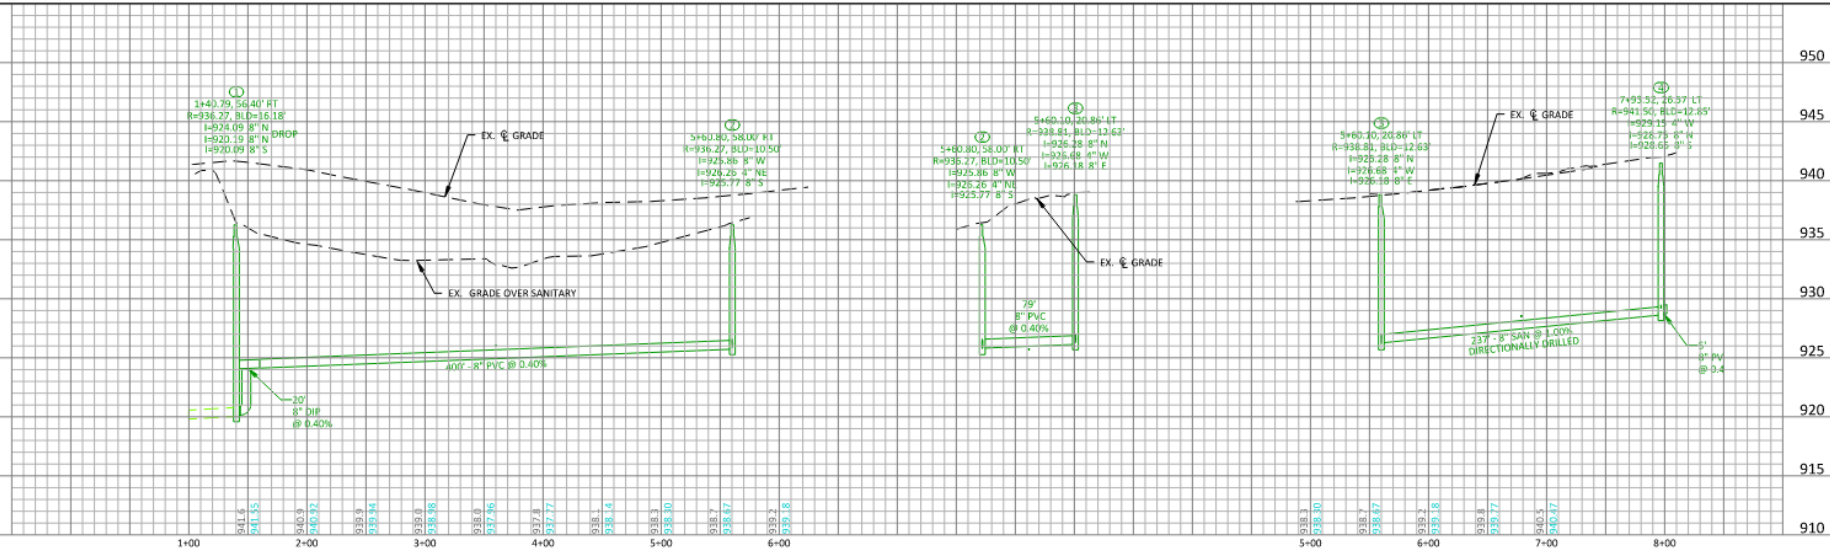 950
945
940
935
930
925
920
915
910
1
1+40.79, 56.40' RT
R=936.27, BLD=16.18'
I=924.09 8" N
DROP
I=920.19 8" N
I=920.09 8" S
EX. ℄ GRADE
2
5+60.80, 58.00' RT
R=936.27, BLD=10.50'
I=925.86 8" W
I=926.26 4" NE
I=925.77 8" S
EX. GRADE OVER SANITARY
400' - 8" PVC @ 0.40%
20'
8" DIP
@ 0.40%
2
5+60.80, 58.00' RT
R=936.27, BLD=10.50'
I=925.86 8" W
I=926.26 4" NE
I=925.77 8" S
3
5+60.10, 20.86' LT
R=938.81, BLD=12.63'
I=926.28 8" N
I=926.68 4" W
I=926.18 8" E
EX. ℄ GRADE
79'
8" PVC
@ 0.40%
3
5+60.10, 20.86' LT
R=938.81, BLD=12.63'
I=926.28 8" N
I=926.68 4" W
I=926.18 8" E
EX. ℄ GRADE
4
R=941.50, BLD=12.85'
I=929.15 4" W
I=928.75 8" N
I=928.65 8" S
237' - 8" SAN @ 1.00%
DIRECTIONALLY DRILLED
5'
8" PV
@ 0.4
941.6
941.55
940.9
940.92
939.9
939.94
939.0
938.98
938.0
937.96
937.8
937.77
938.1
938.14
938.3
938.30
938.7
938.67
939.2
939.18
938.3
938.30
938.7
938.67
939.2
939.18
939.8
939.77
940.5
940.47
1+00
2+00
3+00
4+00
5+00
6+00
5+00
6+00
7+00
8+00